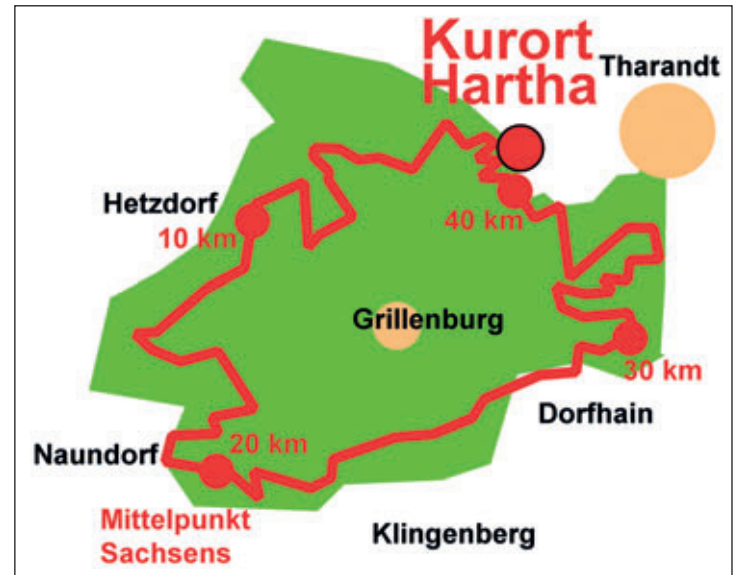 Kurort
Hartha
Tharandt
Hetzdorf
10 km
40 km
Grillenburg
30 km
Dorfhain
20 km
Naundorf
Mittelpunkt
Sachsens
Klingenberg